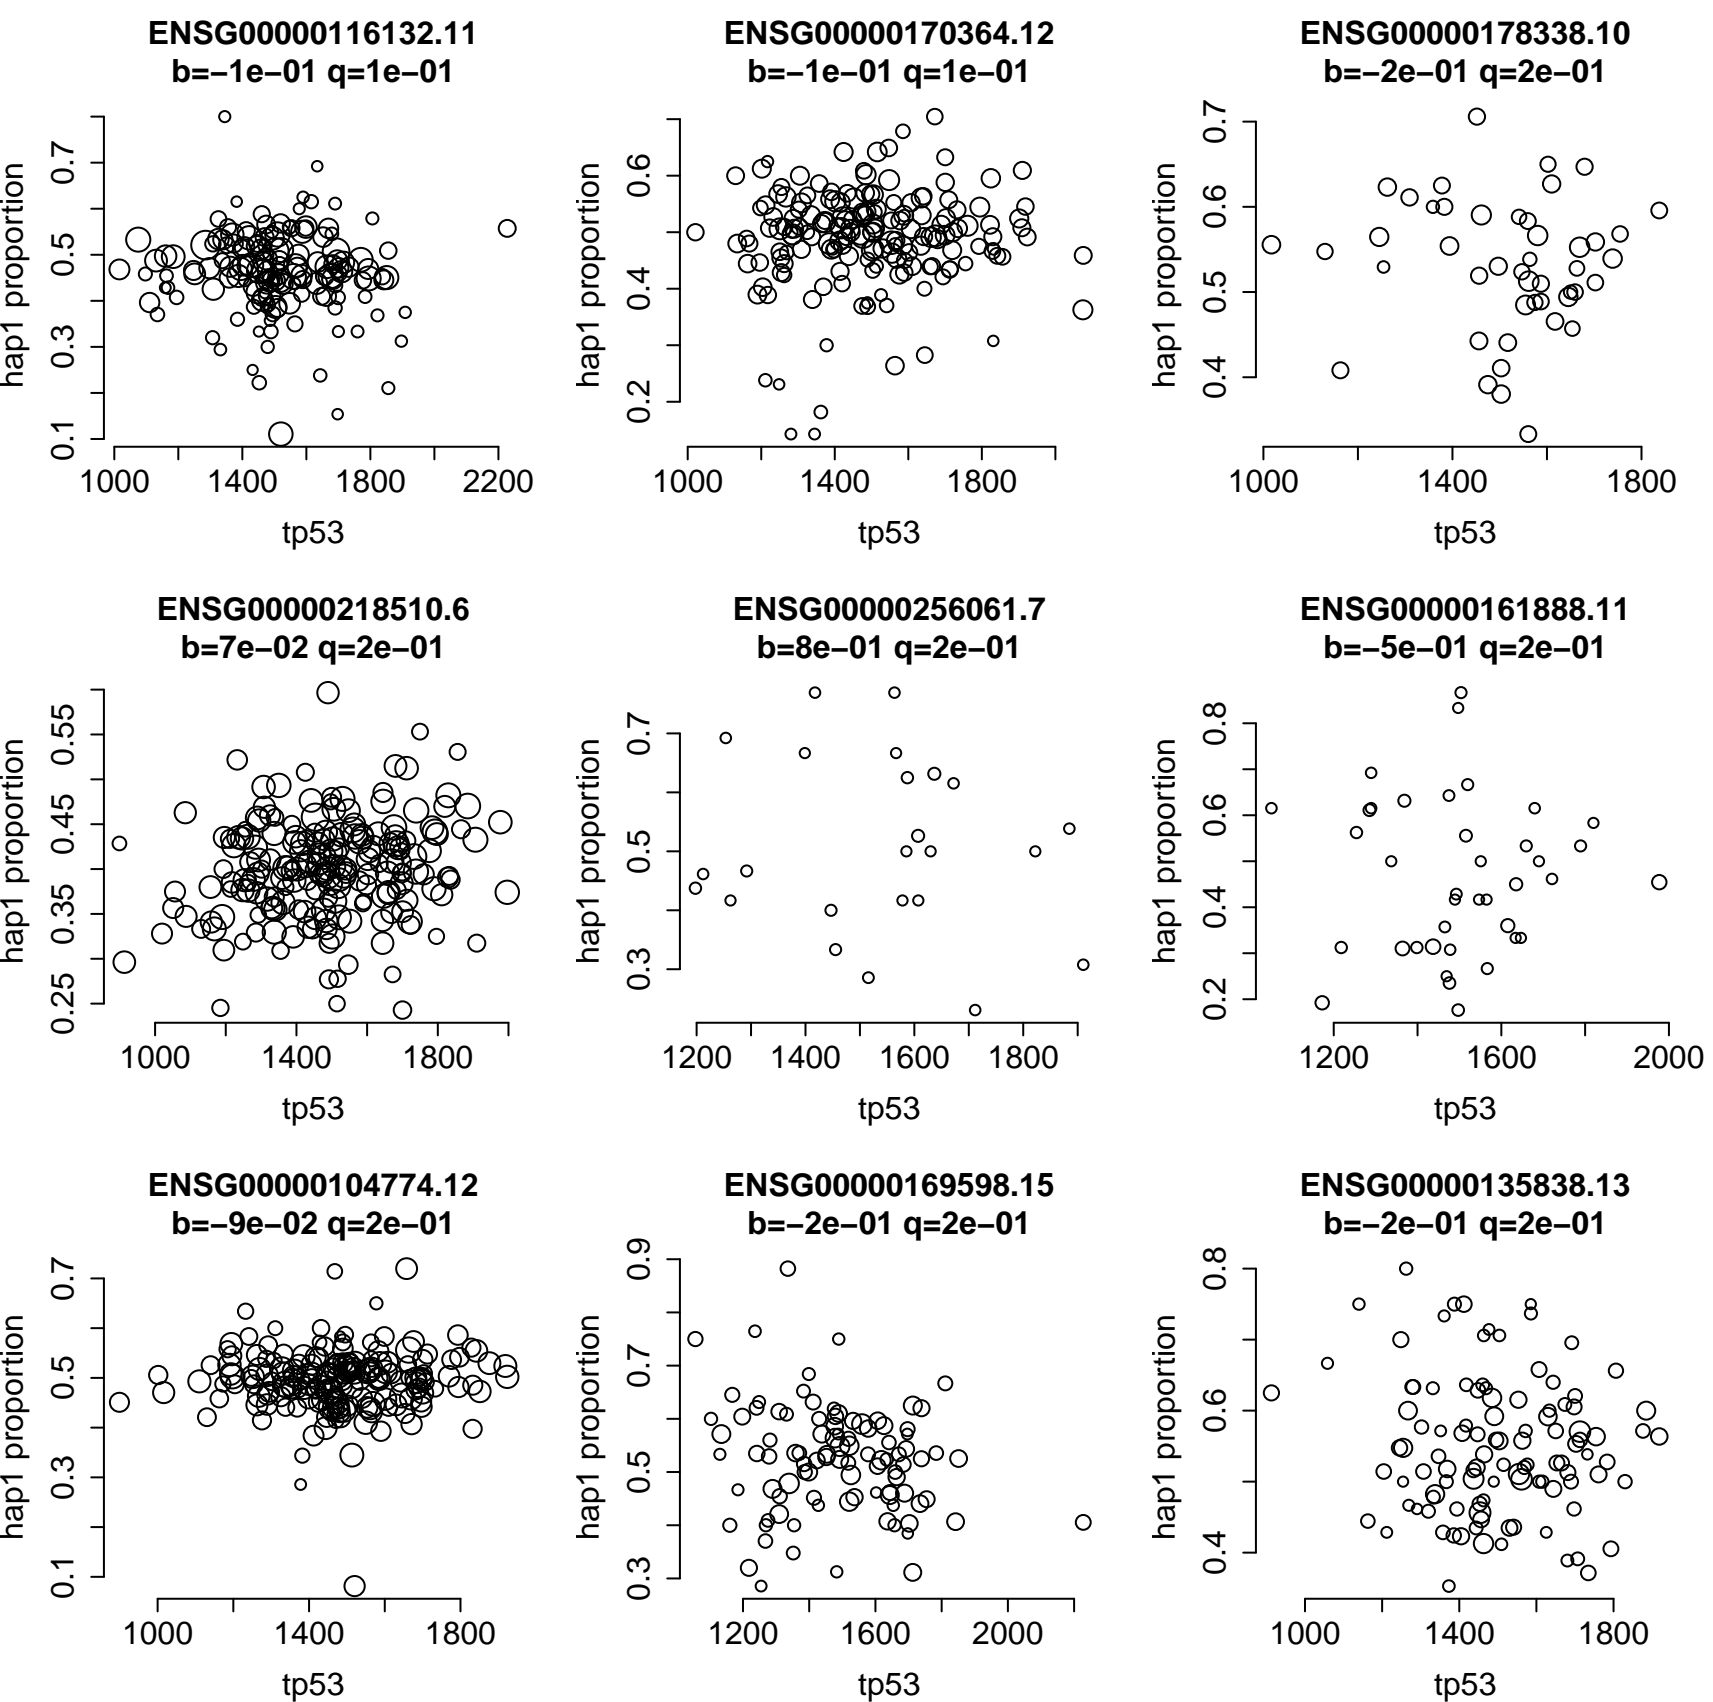 ENSG00000116132.11
b=−1e−01 q=1e−01
hap1 proportion
0.1 0.3 0.5 0.7
1000 1400 1800 2200
tp53
ENSG00000170364.12
b=−1e−01 q=1e−01
hap1 proportion
0.2 0.4 0.6
1000 1400 1800
tp53
ENSG00000178338.10
b=−2e−01 q=2e−01
hap1 proportion
0.4 0.5 0.6 0.7
1000 1400 1800
tp53
ENSG00000218510.6
b=7e−02 q=2e−01
hap1 proportion
0.25 0.35 0.45 0.55
1000 1400 1800
tp53
ENSG00000256061.7
b=8e−01 q=2e−01
hap1 proportion
0.3 0.5 0.7
1200 1400 1600 1800
tp53
ENSG00000161888.11
b=−5e−01 q=2e−01
hap1 proportion
0.2 0.4 0.6 0.8
1200 1600 2000
tp53
ENSG00000104774.12
b=−9e−02 q=2e−01
hap1 proportion
0.1 0.3 0.5 0.7
1000 1400 1800
tp53
ENSG00000169598.15
b=−2e−01 q=2e−01
hap1 proportion
0.3 0.5 0.7 0.9
1200 1600 2000
tp53
ENSG00000135838.13
b=−2e−01 q=2e−01
hap1 proportion
0.4 0.6 0.8
1000 1400 1800
tp53